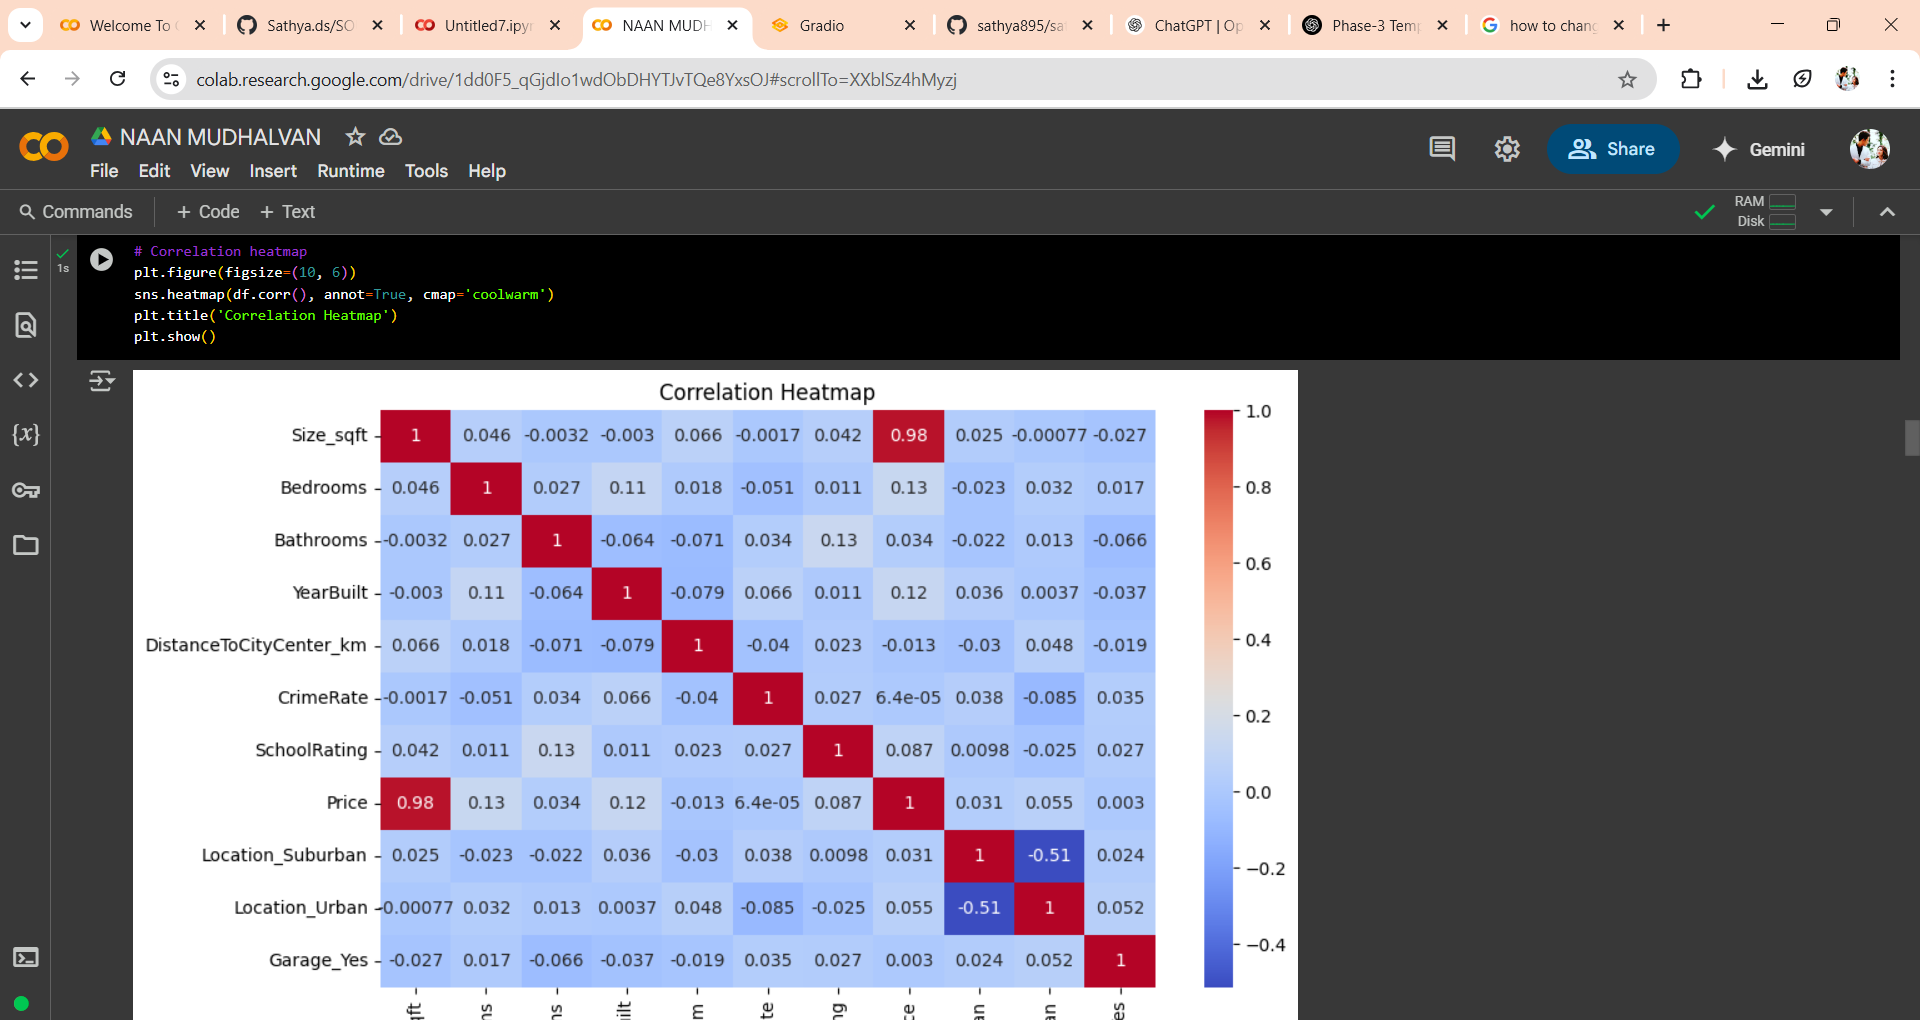 Welcome To
Sathya.ds/SO
Untitled7.ipyn
NAAN MUDH
Gradio
sathya895/sa
ChatGPT | Op
Phase-3 Temp
how to chang
colab.research.google.com/drive/1dd0F5_qGjdIo1wdObDHYTJvTQe8YxsOJ#scrollTo=XXblSz4hMyzj
NAAN MUDHALVAN
File Edit View Insert Runtime Tools Help
Share
Gemini
Commands + Code + Text
RAM
Disk
1s
# Correlation heatmap
plt.figure(figsize=(10, 6))
sns.heatmap(df.corr(), annot=True, cmap='coolwarm')
plt.title('Correlation Heatmap')
plt.show()
{x}
Correlation Heatmap
Size_sqft 1 0.046 -0.0032 -0.003 0.066 -0.0017 0.042 0.98 0.025 -0.00077 -0.027
Bedrooms 0.046 1 0.027 0.11 0.018 -0.051 0.011 0.13 -0.023 0.032 0.017
Bathrooms -0.0032 0.027 1 -0.064 -0.071 0.034 0.13 0.034 -0.022 0.013 -0.066
YearBuilt -0.003 0.11 -0.064 1 -0.079 0.066 0.011 0.12 0.036 0.0037 -0.037
DistanceToCityCenter_km 0.066 0.018 -0.071 -0.079 1 -0.04 0.023 -0.013 -0.03 0.048 -0.019
CrimeRate -0.0017 -0.051 0.034 0.066 -0.04 1 0.027 6.4e-05 0.038 -0.085 0.035
SchoolRating 0.042 0.011 0.13 0.011 0.023 0.027 1 0.087 0.0098 -0.025 0.027
Price 0.98 0.13 0.034 0.12 -0.013 6.4e-05 0.087 1 0.031 0.055 0.003
Location_Suburban 0.025 -0.023 -0.022 0.036 -0.03 0.038 0.0098 0.031 1 -0.51 0.024
Location_Urban -0.00077 0.032 0.013 0.0037 0.048 -0.085 -0.025 0.055 -0.51 1 0.052
Garage_Yes -0.027 0.017 -0.066 -0.037 -0.019 0.035 0.027 0.003 0.024 0.052 1
1.0
0.8
0.6
0.4
0.2
0.0
−0.2
−0.4
qft ns ns ilt m te ng ce an an es